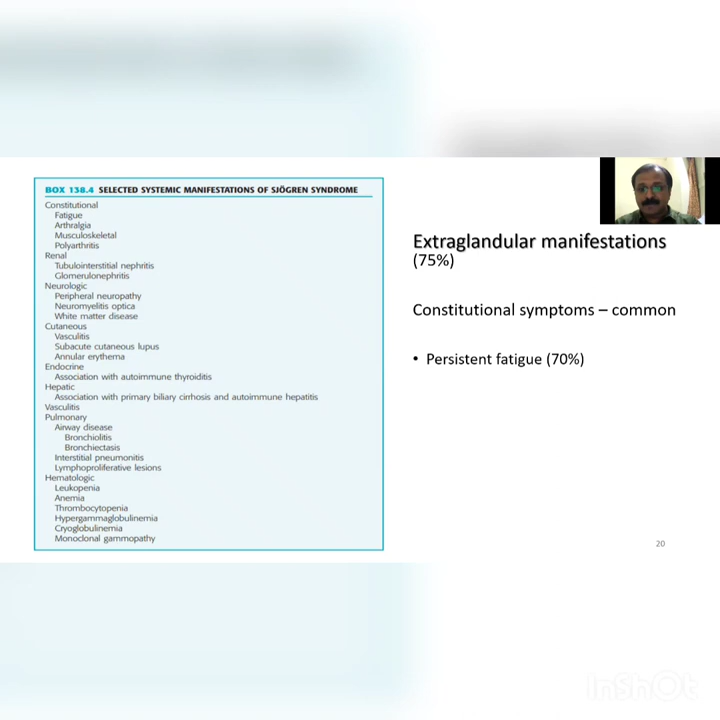 BOX 138.4 SELECTED SYSTEMIC MANIFESTATIONS OF SJÖGREN SYNDROME
Constitutional
Fatigue
Arthralgia
Musculoskeletal
Polyarthritis
Renal
Tubulointerstitial nephritis
Glomerulonephritis
Neurologic
Peripheral neuropathy
Neuromyelitis optica
White matter disease
Cutaneous
Vasculitis
Subacute cutaneous lupus
Annular erythema
Endocrine
Association with autoimmune thyroiditis
Hepatic
Association with primary biliary cirrhosis and autoimmune hepatitis
Vasculitis
Pulmonary
Airway disease
Bronchiolitis
Bronchiectasis
Interstitial pneumonitis
Lymphoproliferative lesions
Hematologic
Leukopenia
Anemia
Thrombocytopenia
Hypergammaglobulinemia
Cryoglobulinemia
Monoclonal gammopathy
Extraglandular manifestations
(75%)
Constitutional symptoms – common
• Persistent fatigue (70%)
20
InShOt